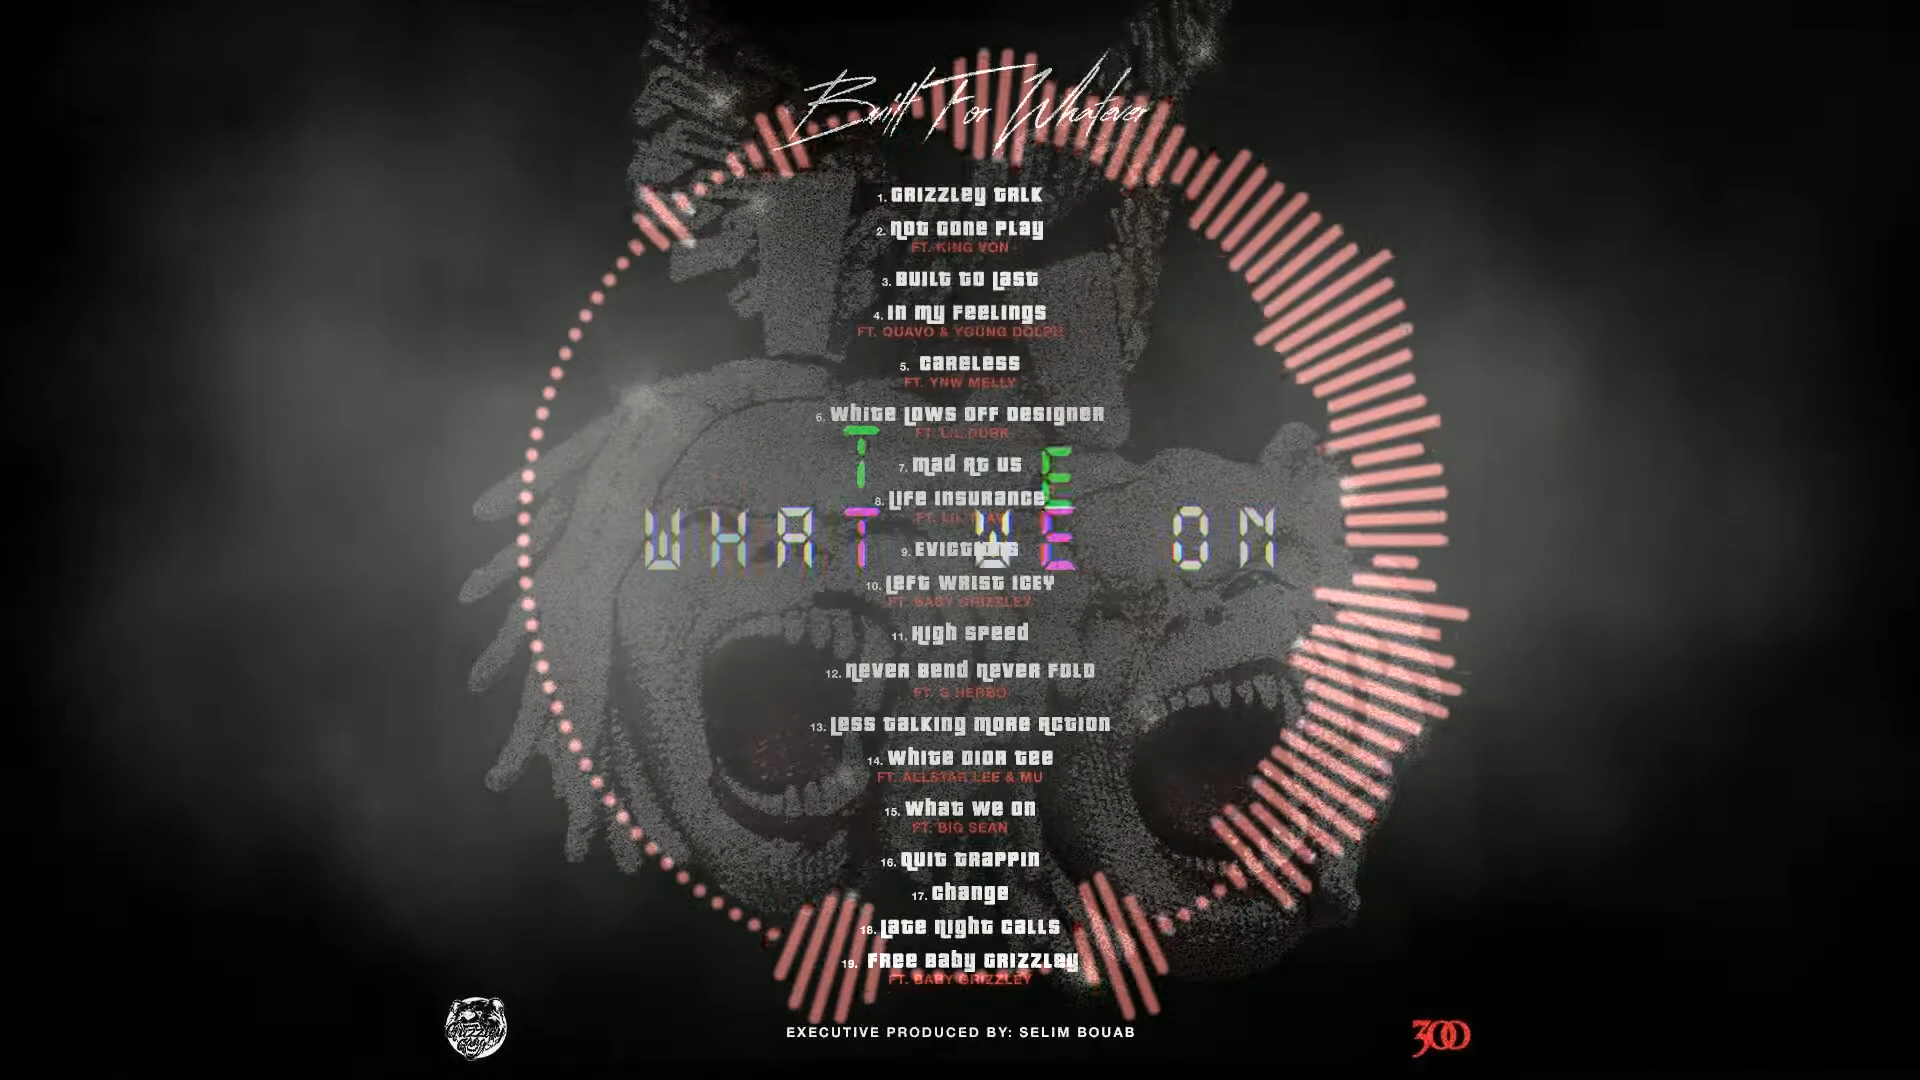 Built For Whatever
1. GRIZZLEY TALK
2. NOT GONE PLAY
FT. KING VON
3. BUILT TO LAST
4. IN MY FEELINGS
FT. QUAVO & YOUNG DOLPH
5. CARELESS
FT. YNW MELLY
6. WHITE LOWS OFF DESIGNER
FT. LIL DURK
T E
7. MAD AT US
8. LIFE INSURANCE
FT. LIL
WHAT WE ON
9. EVICTIONS
10. LEFT WRIST ICEY
FT. BABY GRIZZLEY
11. HIGH SPEED
12. NEVER BEND NEVER FOLD
FT. G HERBO
13. LESS TALKING MORE ACTION
14. WHITE DIOR TEE
FT. ALLSTAR LEE & MU
15. WHAT WE ON
FT. BIG SEAN
16. QUIT TRAPPIN
17. CHANGE
18. LATE NIGHT CALLS
19. FREE BABY GRIZZLEY
FT. BABY GRIZZLEY
GRIZZLEY GANG
EXECUTIVE PRODUCED BY: SELIM BOUAB
300